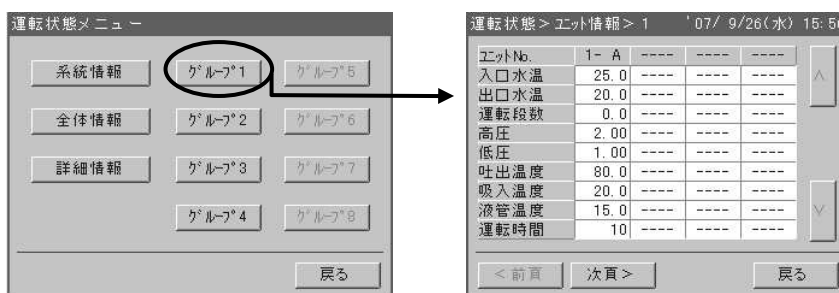 運転状態メニュー
系統情報 グループ1 グループ5
全体情報 グループ2 グループ6
詳細情報 グループ3 グループ7
グループ4 グループ8
戻る
運転状態>ユニット情報>1 '07/ 9/26(水) 15:56
ユニットNo. 1- A ---- ---- ----
入口水温 25.0 ---- ---- ----
出口水温 20.0 ---- ---- ----
運転段数 0.0 ---- ---- ----
高圧 2.00 ---- ---- ----
低圧 1.00 ---- ---- ----
吐出温度 80.0 ---- ---- ----
吸入温度 20.0 ---- ---- ----
液管温度 15.0 ---- ---- ----
運転時間 10 ---- ---- ----
<前頁 次頁> 戻る